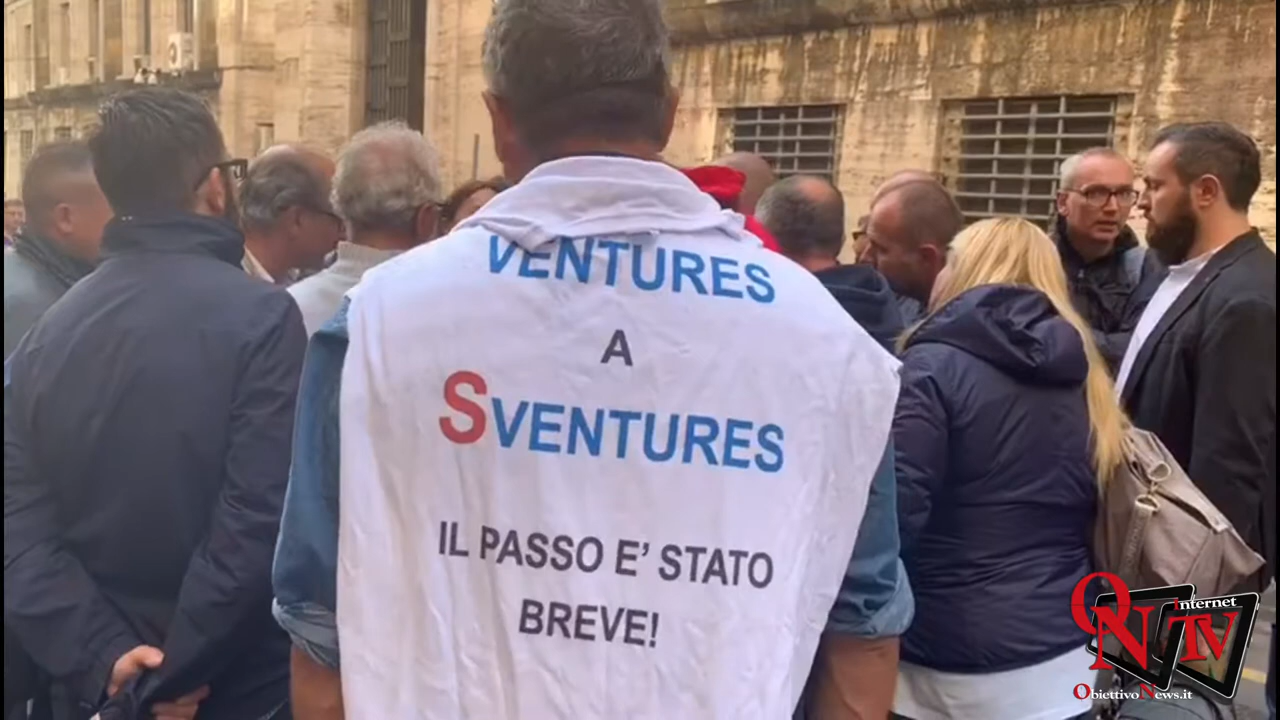 VENTURES
A
SVENTURES
IL PASSO E' STATO
BREVE!
ON Internet TV
ObiettivoNews.it